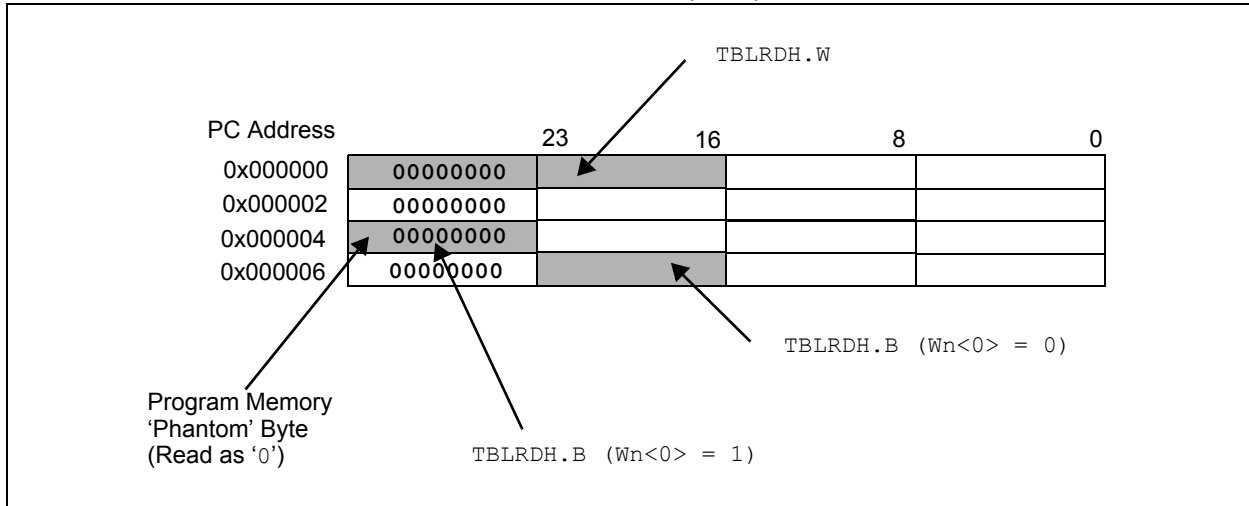 TBLRDH.W
PC Address
23 16 8 0
0x000000 00000000
0x000002 00000000
0x000004 00000000
0x000006 00000000
TBLRDH.B (Wn<0> = 0)
Program Memory
‘Phantom’ Byte
(Read as ‘0’)
TBLRDH.B (Wn<0> = 1)